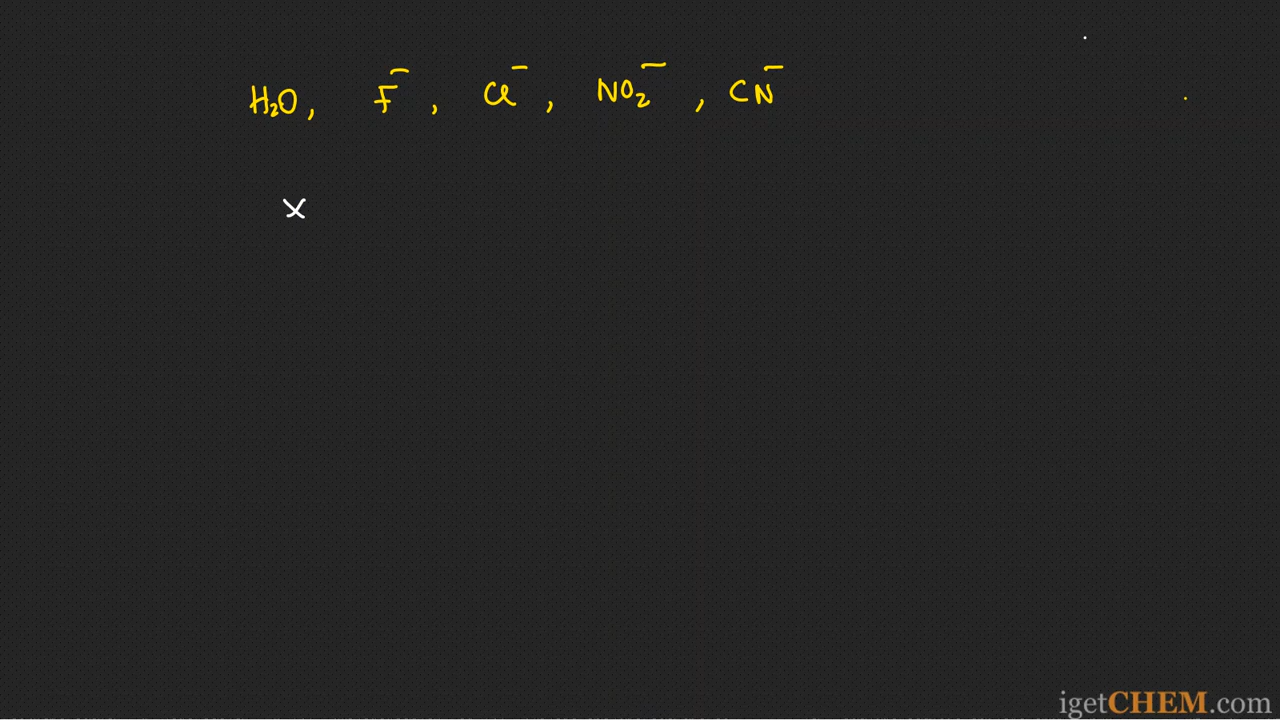 H₂O, F⁻, Cl⁻, NO₂⁻, CN⁻
×
igetCHEM.com